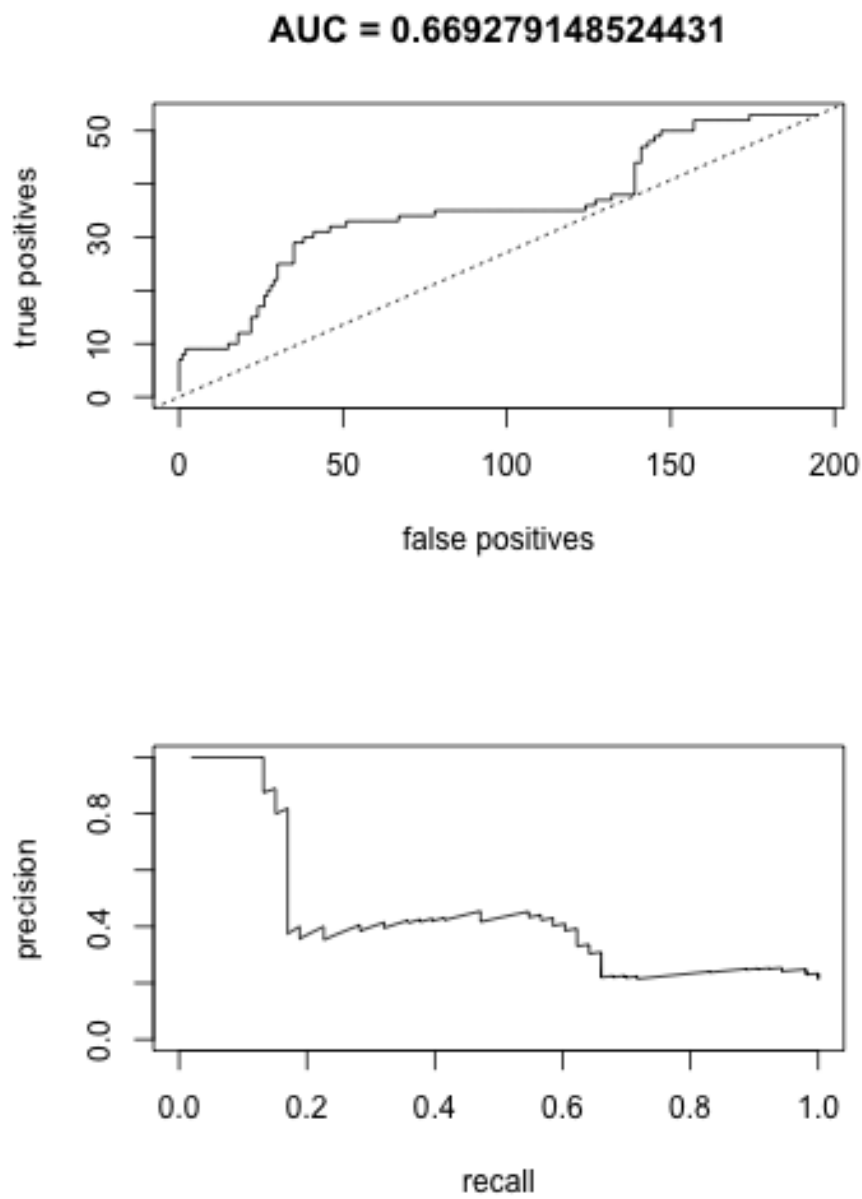 AUC = 0.669279148524431
true positives
50
30
10
0
0 50 100 150 200
false positives
precision
0.8
0.4
0.0
0.0 0.2 0.4 0.6 0.8 1.0
recall